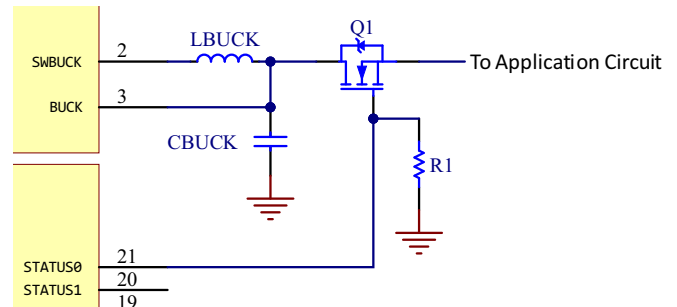 Q1
LBUCK
SWBUCK 2
To Application Circuit
BUCK 3
CBUCK
R1
STATUS0 21
STATUS1 20
19